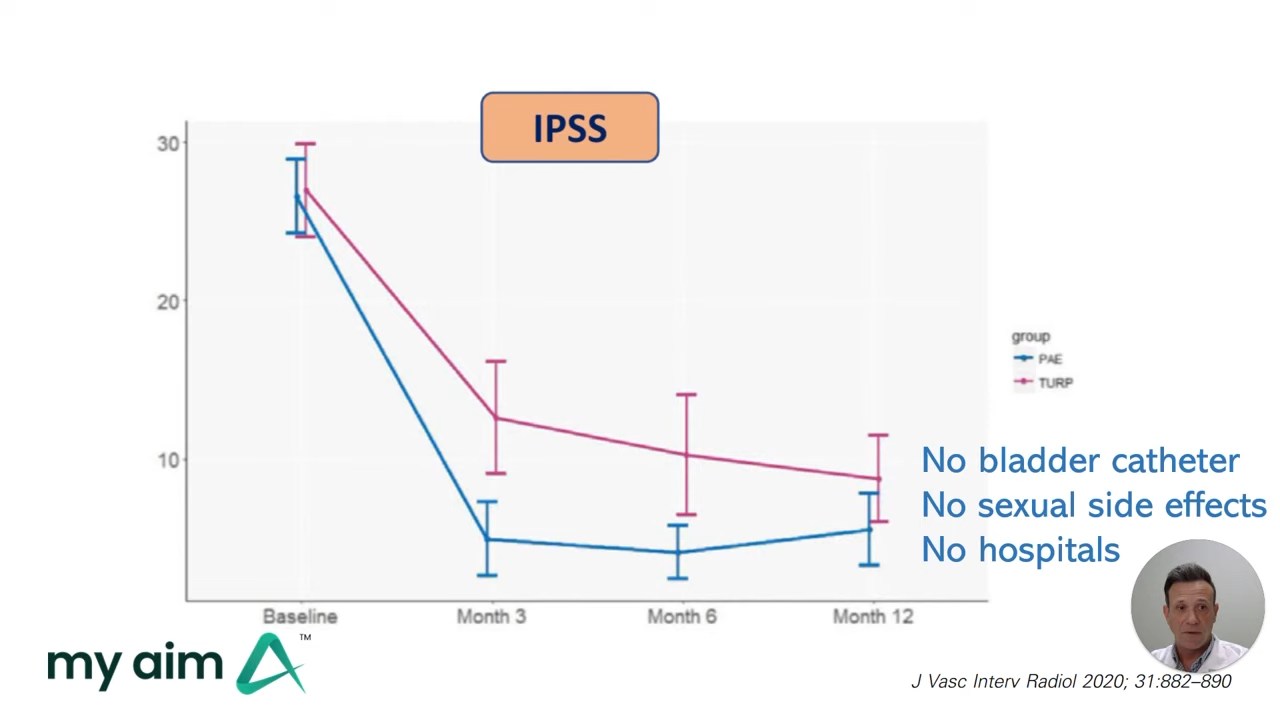 IPSS
30
20
10
Baseline
Month 3
Month 6
Month 12
group
PAE
TURP
No bladder catheter
No sexual side effects
No hospitals
my aim ™
J Vasc Interv Radiol 2020; 31:882–890